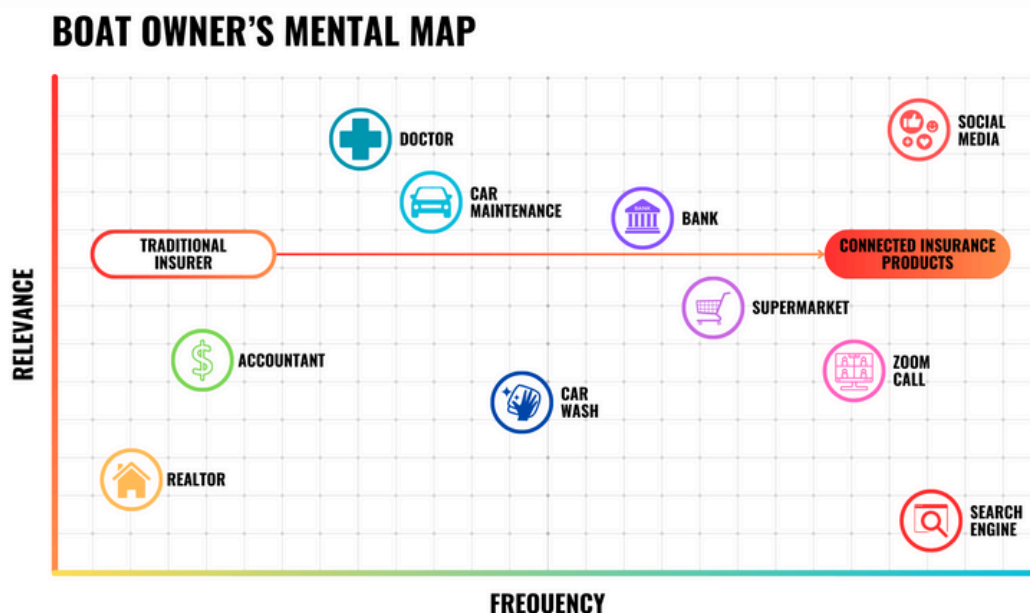 BOAT OWNER'S MENTAL MAP
SOCIAL
MEDIA
DOCTOR
CAR
MAINTENANCE
BANK
TRADITIONAL
INSURER
CONNECTED INSURANCE
PRODUCTS
SUPERMARKET
ACCOUNTANT
ZOOM
CALL
CAR
WASH
REALTOR
SEARCH
ENGINE
RELEVANCE
FREQUENCY
BANK
$